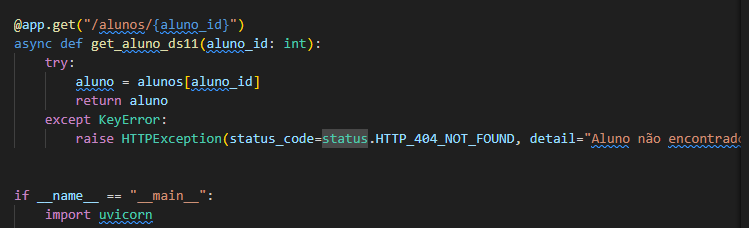 @app.get("/alunos/{aluno_id}")
async def get_aluno_ds11(aluno_id: int):
    try:
        aluno = alunos[aluno_id]
        return aluno
    except KeyError:
        raise HTTPException(status_code=status.HTTP_404_NOT_FOUND, detail="Aluno não encontrado
if __name__ == "__main__":
    import uvicorn